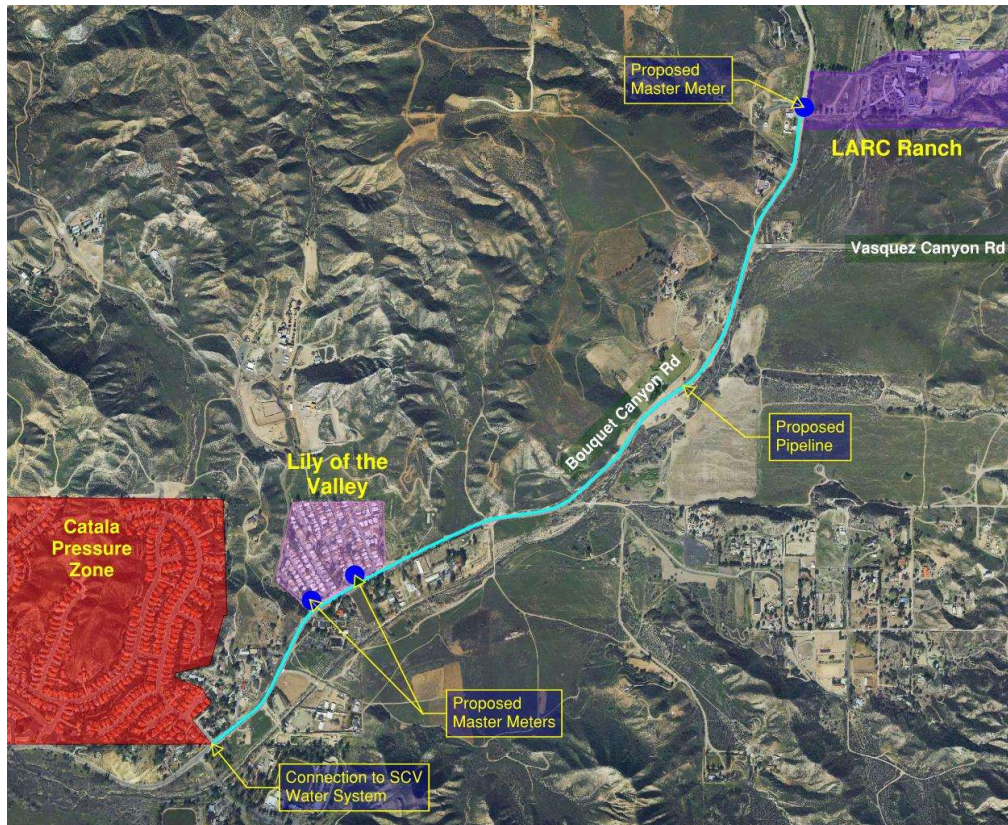 Proposed
Master Meter
LARC Ranch
Vasquez Canyon Rd
Bouquet Canyon Rd
Proposed
Pipeline
Lily of the
Valley
Catala
Pressure
Zone
Proposed
Master Meters
Connection to SCV
Water System